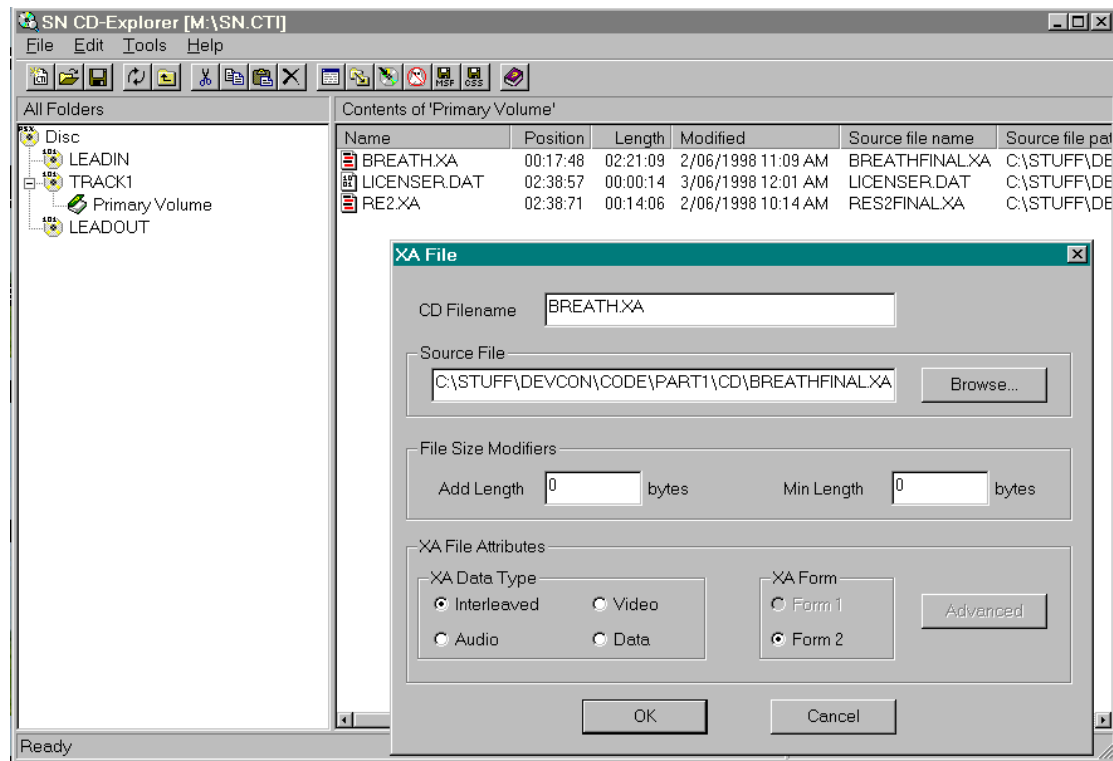 SN CD-Explorer [M:\SN.CTI]
File Edit Tools Help
MSF OSS
All Folders
Contents of 'Primary Volume'
PSX Disc
LEADIN
TRACK1
Primary Volume
LEADOUT
Name Position Length Modified Source file name Source file pat
BREATH.XA 00:17:48 02:21:09 2/06/1998 11:09 AM BREATHFINAL.XA C:\STUFF\DE
LICENSER.DAT 02:38:57 00:00:14 3/06/1998 12:01 AM LICENSER.DAT C:\STUFF\DE
RE2.XA 02:38:71 00:14:06 2/06/1998 10:14 AM RES2FINAL.XA C:\STUFF\DE
XA File
CD Filename BREATH.XA
Source File
C:\STUFF\DEVCON\CODE\PART1\CD\BREATHFINAL.XA Browse...
File Size Modifiers
Add Length 0 bytes Min Length 0 bytes
XA File Attributes
XA Data Type XA Form
Interleaved Video Form 1 Advanced
Audio Data Form 2
OK Cancel
Ready